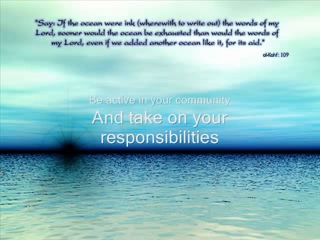 "Say: If the ocean were ink (wherewith to write out) the words of my
Lord, sooner would the ocean be exhausted than would the words of
my Lord, even if we added another ocean like it, for its aid."
al-Kahf: 109
Be active in your community
And take on your
responsibilities